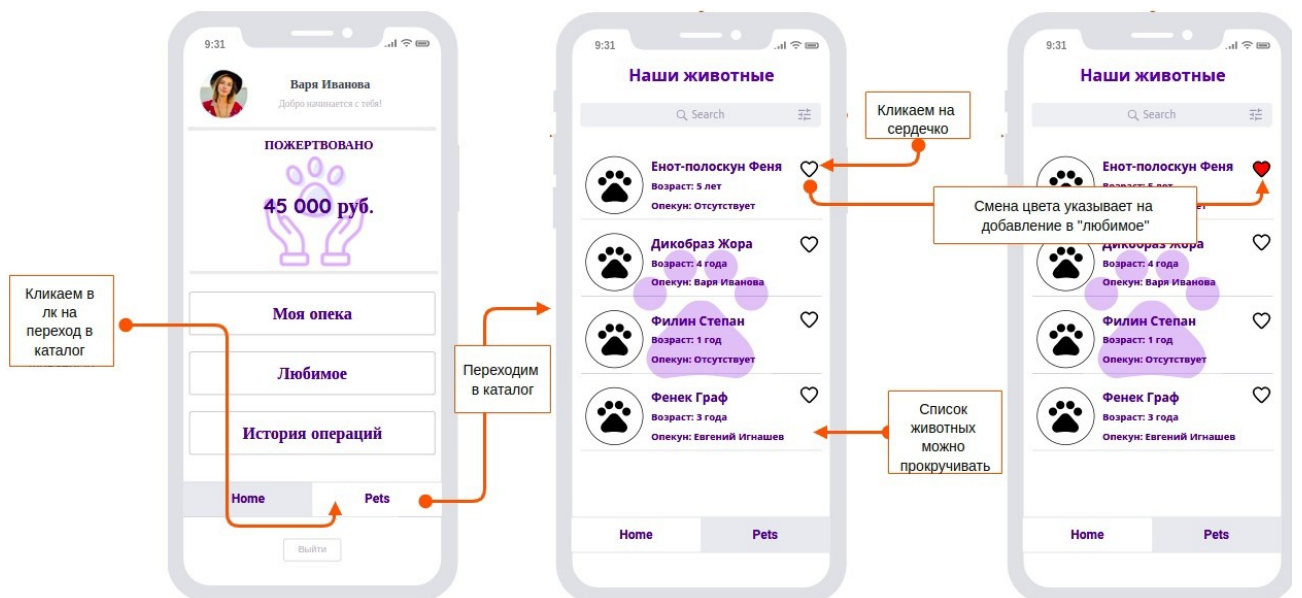 Кликаем в
лк на
переход в
каталог
9:31
Варя Иванова
Добро начинается с тебя!
ПОЖЕРТВОВАНО
45 000 руб.
Моя опека
Любимое
История операций
Home
Pets
Выйти
Переходим
в каталог
9:31
Наши животные
Search
Енот-полоскун Феня
Возраст: 5 лет
Опекун: Отсутствует
Дикобраз Жора
Возраст: 4 года
Опекун: Варя Иванова
Филин Степан
Возраст: 1 год
Опекун: Отсутствует
Фенек Граф
Возраст: 3 года
Опекун: Евгений Игнашев
Home
Pets
Кликаем на
сердечко
Смена цвета указывает на
добавление в "любимое"
Список
животных
можно
прокручивать
9:31
Наши животные
Search
Енот-полоскун Феня
Дикобраз Жора
Возраст: 4 года
Опекун: Варя Иванова
Филин Степан
Возраст: 1 год
Опекун: Отсутствует
Фенек Граф
Возраст: 3 года
Опекун: Евгений Игнашев
Home
Pets